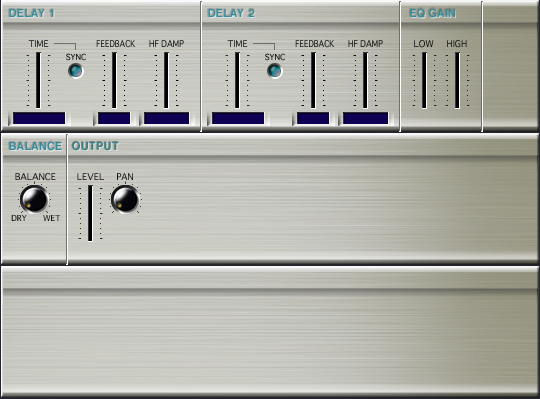 DELAY 1 DELAY 2 EQ GAIN
TIME FEEDBACK HF DAMP TIME FEEDBACK HF DAMP LOW HIGH
SYNC SYNC
BALANCE OUTPUT
BALANCE LEVEL PAN
DRY WET